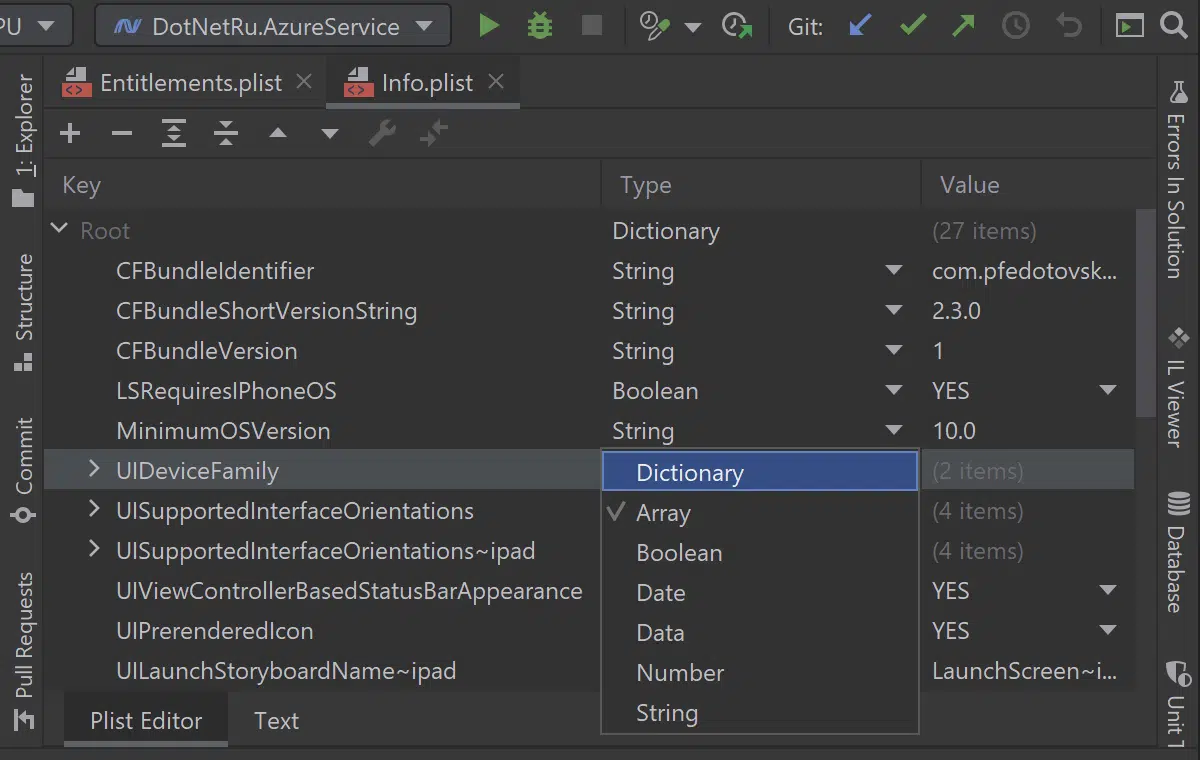 PU DotNetRu.AzureService Git:
Entitlements.plist Info.plist
Key Type Value
Root Dictionary (27 items)
CFBundleIdentifier String com.pfedotovsk...
CFBundleShortVersionString String 2.3.0
CFBundleVersion String 1
LSRequiresIPhoneOS Boolean YES
MinimumOSVersion String 10.0
UIDeviceFamily Dictionary (2 items)
UISupportedInterfaceOrientations Array (4 items)
UISupportedInterfaceOrientations~ipad Boolean (4 items)
UIViewControllerBasedStatusBarAppearance Date YES
UIPrerenderedIcon Data YES
UILaunchStoryboardName~ipad Number LaunchScreen~i...
String
Plist Editor Text
1: Explorer
Structure
Commit
Pull Requests
Errors In Solution
IL Viewer
Database
Unit T